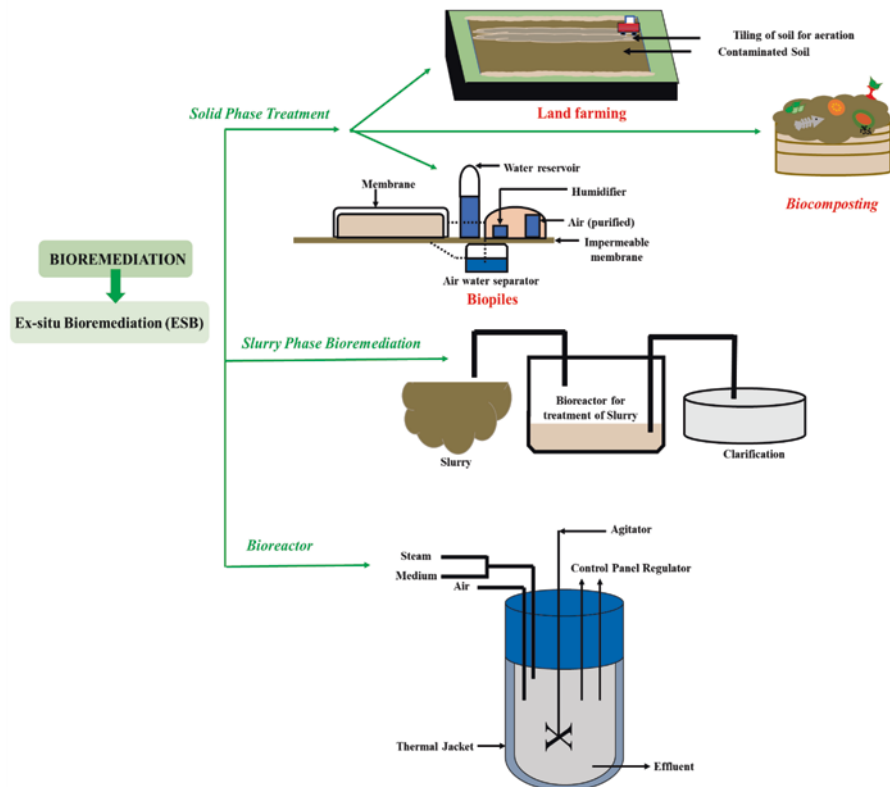 Tiling of soil for aeration
Contaminated Soil
Solid Phase Treatment
Land farming
Water reservoir
Membrane
Humidifier
Biocomposting
Air (purified)
Impermeable
membrane
BIOREMEDIATION
Air water separator
Biopiles
Ex-situ Bioremediation (ESB)
Slurry Phase Bioremediation
Bioreactor for
treatment of Slurry
Clarification
Slurry
Agitator
Bioreactor
Steam
Control Panel Regulator
Medium
Air
Thermal Jacket
Effluent